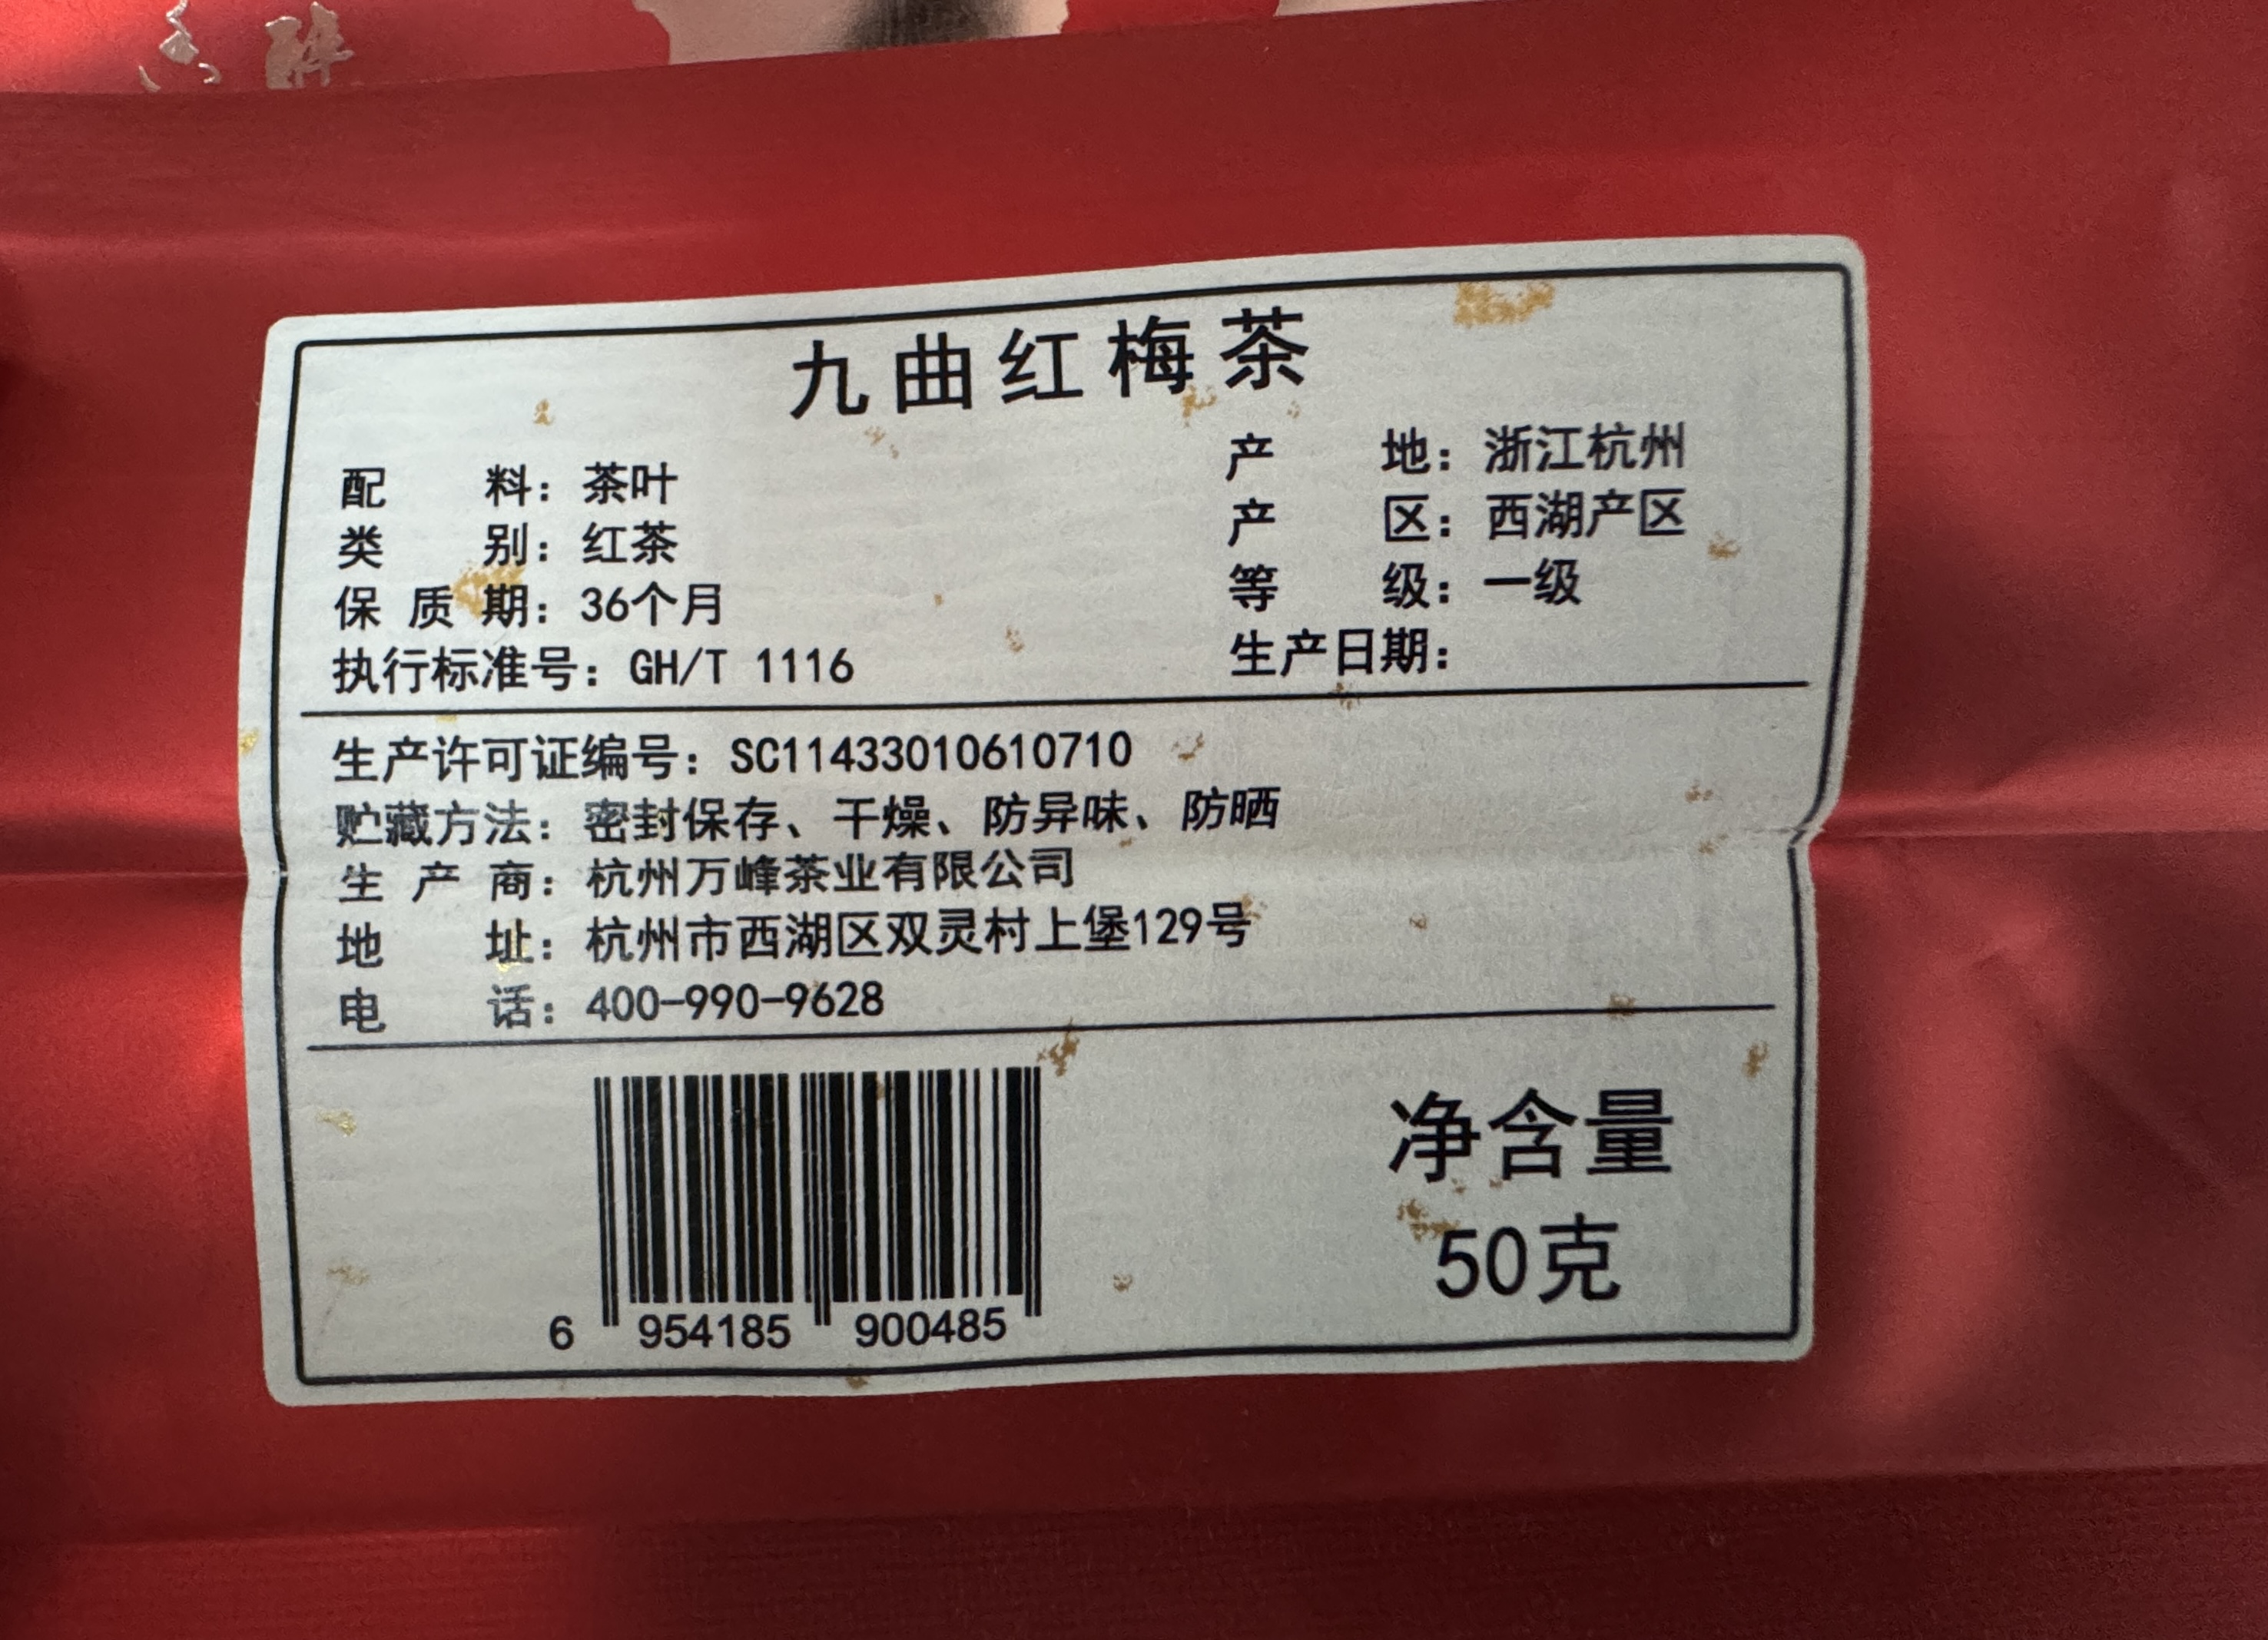 九曲红梅茶
配料：茶叶
类别：红茶
保质期：36个月
执行标准号：GH/T 1116
产地：浙江杭州
产区：西湖产区
等级：一级
生产日期：
生产许可证编号：SC11433010610710
贮藏方法：密封保存、干燥、防异味、防晒
生产商：杭州万峰茶业有限公司
地址：杭州市西湖区双灵村上堡129号
电话：400-990-9628
6 954185 900485
净含量
50克